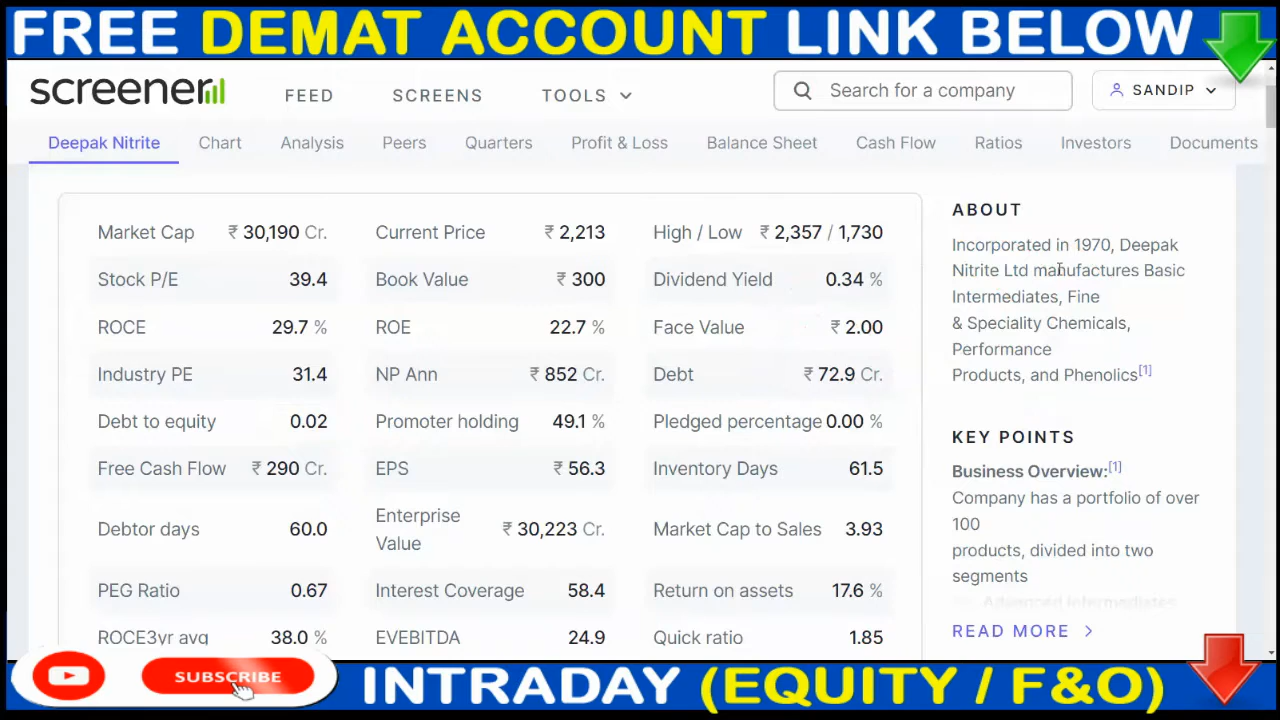 FREE DEMAT ACCOUNT LINK BELOW
screener
FEED
SCREENS
TOOLS
Search for a company
SANDIP
Deepak Nitrite
Chart
Analysis
Peers
Quarters
Profit & Loss
Balance Sheet
Cash Flow
Ratios
Investors
Documents
Market Cap ₹ 30,190 Cr.
Current Price ₹ 2,213
High / Low ₹ 2,357 / 1,730
Stock P/E 39.4
Book Value ₹ 300
Dividend Yield 0.34 %
ROCE 29.7 %
ROE 22.7 %
Face Value ₹ 2.00
Industry PE 31.4
NP Ann ₹ 852 Cr.
Debt ₹ 72.9 Cr.
Debt to equity 0.02
Promoter holding 49.1 %
Pledged percentage 0.00 %
Free Cash Flow ₹ 290 Cr.
EPS ₹ 56.3
Inventory Days 61.5
Debtor days 60.0
Enterprise
Value ₹ 30,223 Cr.
Market Cap to Sales 3.93
PEG Ratio 0.67
Interest Coverage 58.4
Return on assets 17.6 %
ROCE3yr avg 38.0 %
EVEBITDA 24.9
Quick ratio 1.85
ABOUT
Incorporated in 1970, Deepak
Nitrite Ltd manufactures Basic
Intermediates, Fine
& Speciality Chemicals,
Performance
Products, and Phenolics[1]
KEY POINTS
Business Overview:[1]
Company has a portfolio of over
100
products, divided into two
segments
Advanced Intermediates
READ MORE
SUBSCRIBE
INTRADAY (EQUITY / F&O)